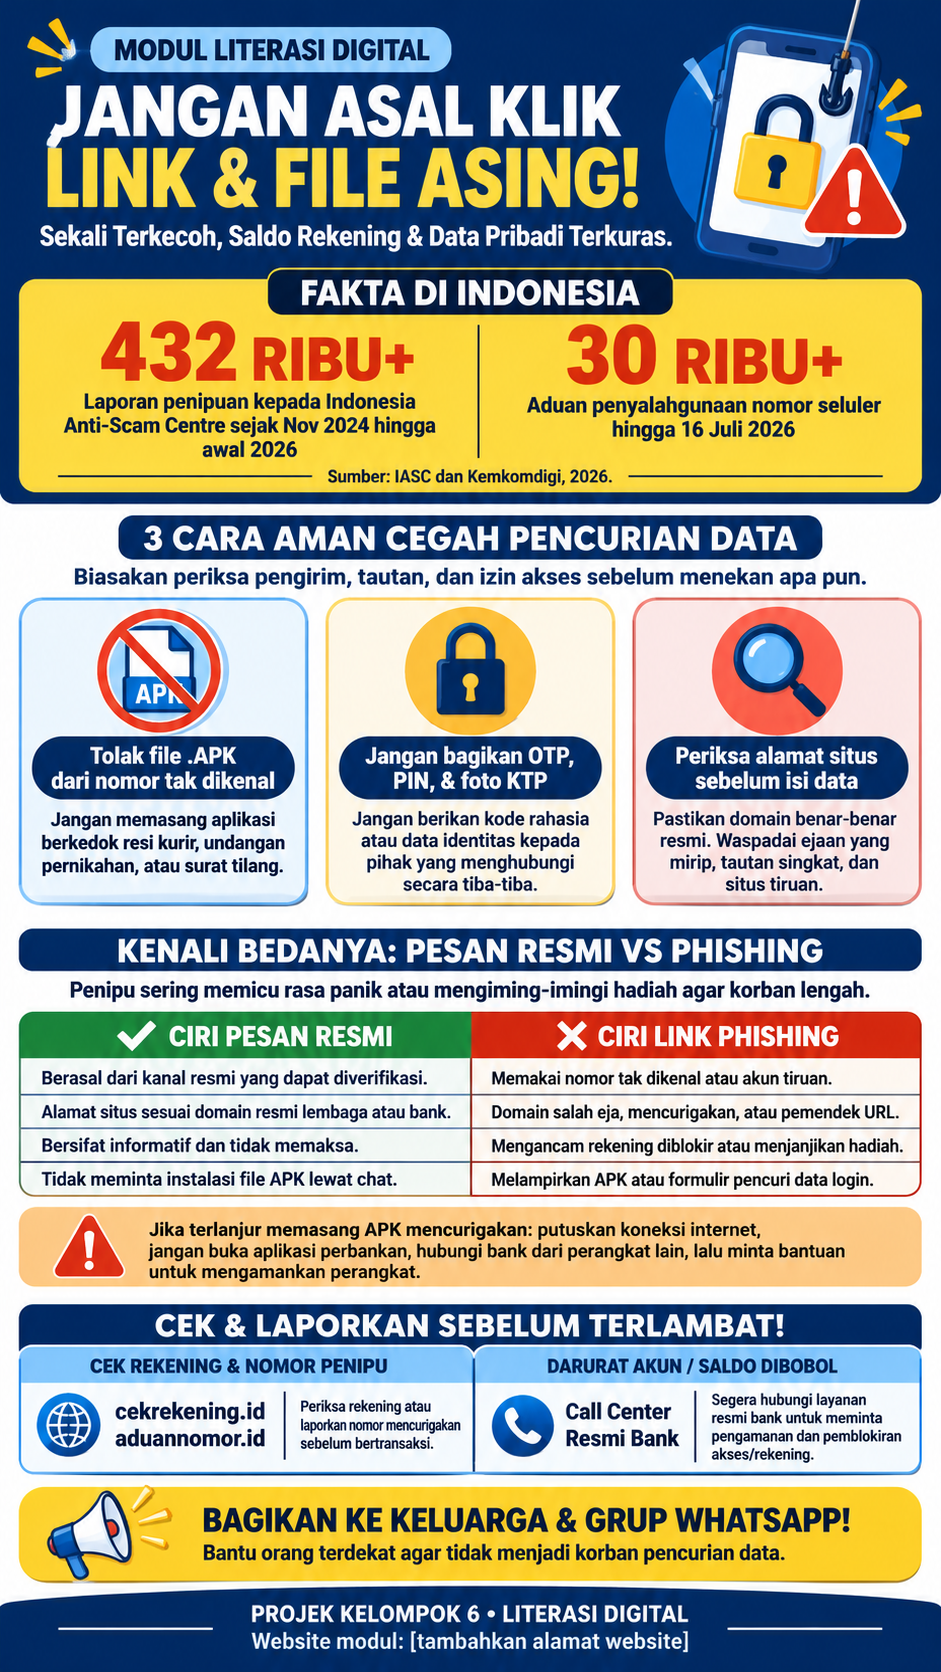 MODUL LITERASI DIGITAL
JANGAN ASAL KLIK
LINK & FILE ASING!
Sekali Terkecoh, Saldo Rekening & Data Pribadi Terkuras.
FAKTA DI INDONESIA
432 RIBU+
Laporan penipuan kepada Indonesia
Anti-Scam Centre sejak Nov 2024 hingga
awal 2026
30 RIBU+
Aduan penyalahgunaan nomor seluler
hingga 16 Juli 2026
Sumber: IASC dan Kemkomdigi, 2026.
3 CARA AMAN CEGAH PENCURIAN DATA
Biasakan periksa pengirim, tautan, dan izin akses sebelum menekan apa pun.
APK
Tolak file .APK
dari nomor tak dikenal
Jangan memasang aplikasi
berkedok resi kurir, undangan
pernikahan, atau surat tilang.
Jangan bagikan OTP,
PIN, & foto KTP
Jangan berikan kode rahasia
atau data identitas kepada
pihak yang menghubungi
secara tiba-tiba.
Periksa alamat situs
sebelum isi data
Pastikan domain benar-benar
resmi. Waspadai ejaan yang
mirip, tautan singkat, dan
situs tiruan.
KENALI BEDANYA: PESAN RESMI VS PHISHING
Penipu sering memicu rasa panik atau mengiming-imingi hadiah agar korban lengah.
CIRI PESAN RESMI
Berasal dari kanal resmi yang dapat diverifikasi.
Alamat situs sesuai domain resmi lembaga atau bank.
Bersifat informatif dan tidak memaksa.
Tidak meminta instalasi file APK lewat chat.
CIRI LINK PHISHING
Memakai nomor tak dikenal atau akun tiruan.
Domain salah eja, mencurigakan, atau pemendek URL.
Mengancam rekening diblokir atau menjanjikan hadiah.
Melampirkan APK atau formulir pencuri data login.
Jika terlanjur memasang APK mencurigakan: putuskan koneksi internet,
jangan buka aplikasi perbankan, hubungi bank dari perangkat lain, lalu minta bantuan
untuk mengamankan perangkat.
CEK & LAPORKAN SEBELUM TERLAMBAT!
CEK REKENING & NOMOR PENIPU
cekrekening.id
aduannomor.id
Periksa rekening atau
laporkan nomor mencurigakan
sebelum bertransaksi.
DARURAT AKUN / SALDO DIBOBOL
Call Center
Resmi Bank
Segera hubungi layanan
resmi bank untuk meminta
pengamanan dan pemblokiran
akses/rekening.
BAGIKAN KE KELUARGA & GRUP WHATSAPP!
Bantu orang terdekat agar tidak menjadi korban pencurian data.
PROJEK KELOMPOK 6 • LITERASI DIGITAL
Website modul: [tambahkan alamat website]